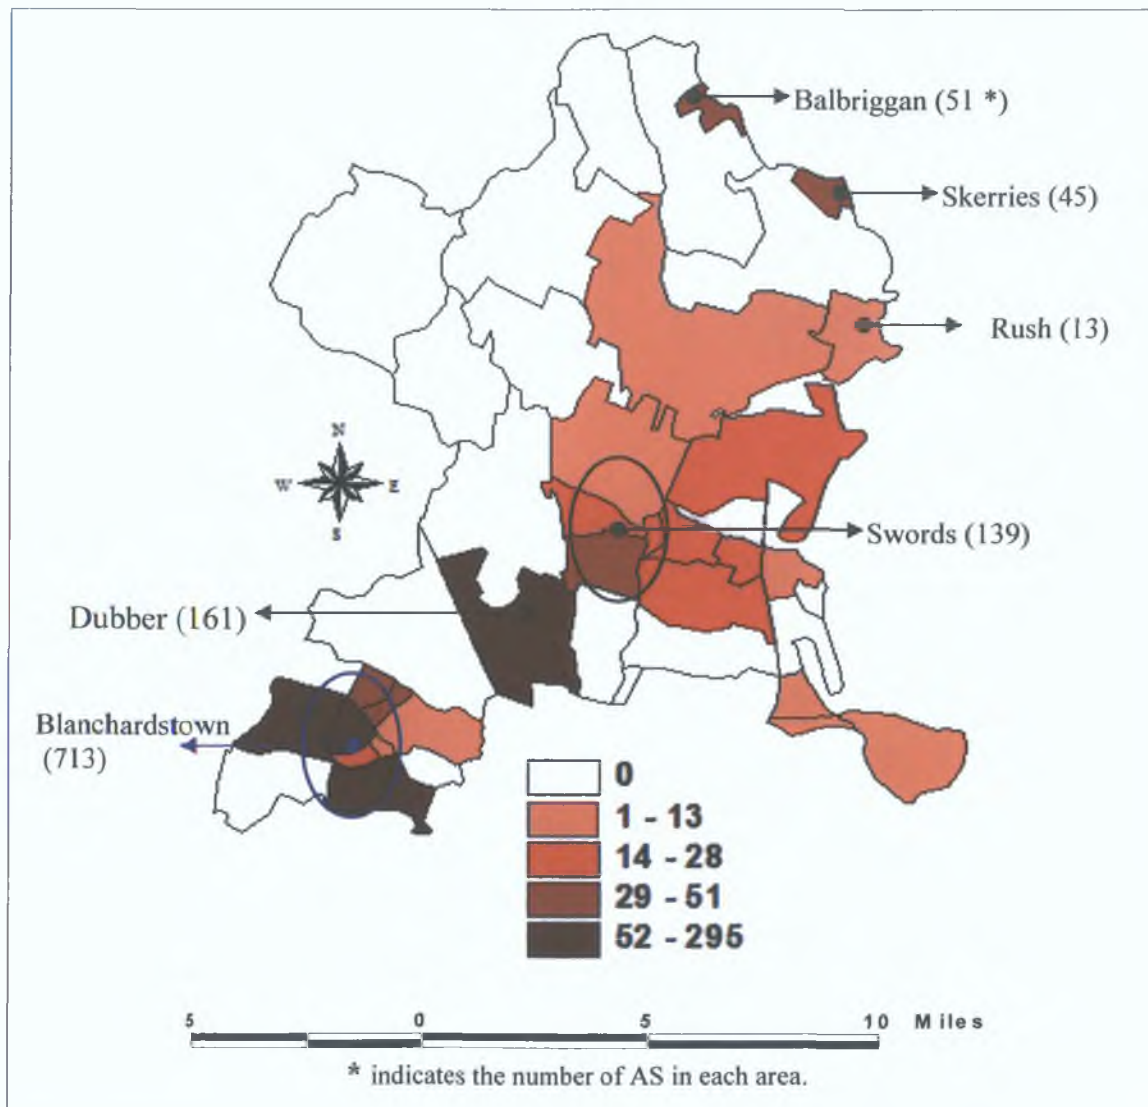 Balbriggan (51 *)
Skerries (45)
Rush (13)
N
W E
S
Swords (139)
Dubber (161)
Blanchardstown
(713)
0
1 - 13
14 - 28
29 - 51
52 - 295
5 0 5 10 Miles
* indicates the number of AS in each area.